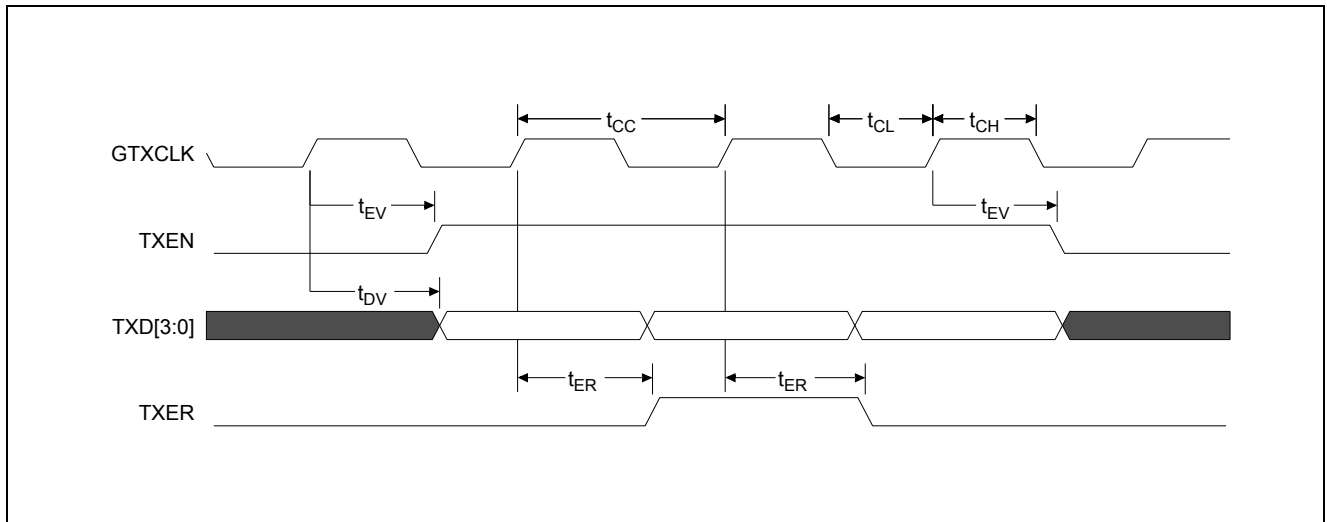 tCC
tCL
tCH
GTXCLK
tEV
tEV
TXEN
tDV
TXD[3:0]
tER
tER
TXER